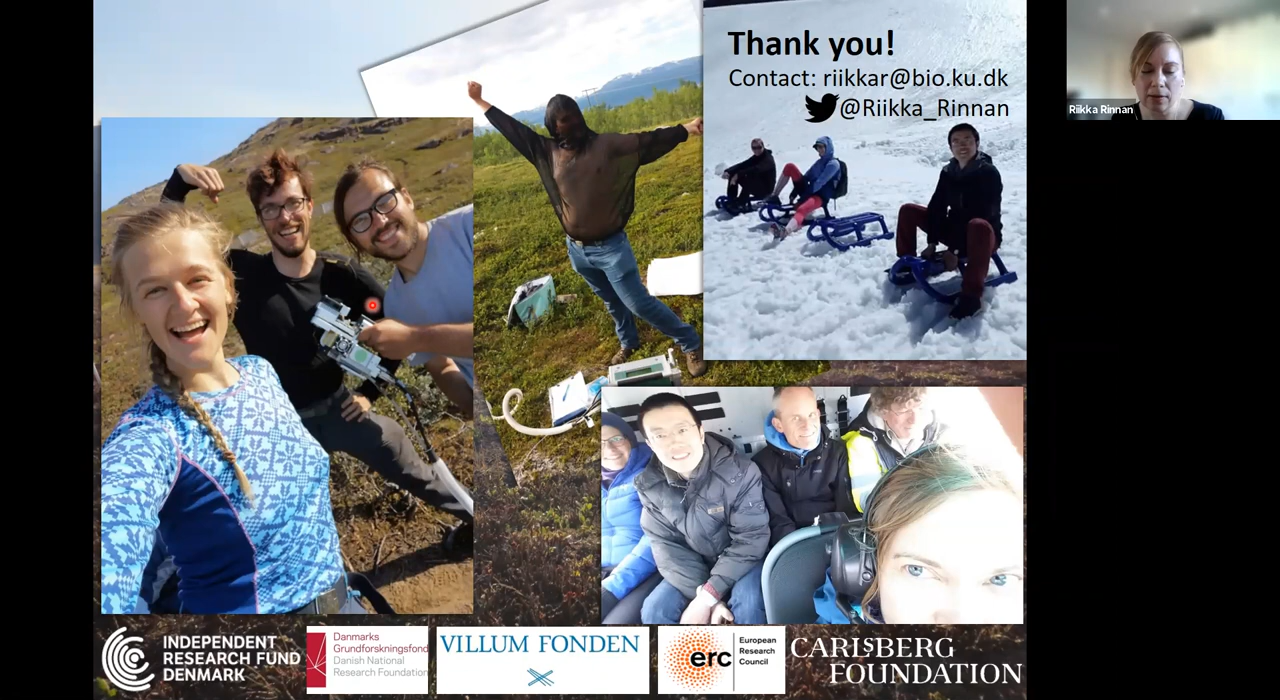 Thank you!
Contact: riikkar@bio.ku.dk
@Riikka_Rinnan
Riikka Rinnan
INDEPENDENT
RESEARCH FUND
DENMARK
Danmarks
Grundforskningsfond
Danish National
Research Foundation
VILLUM FONDEN
erc
European
Research
Council
CARLSBERG
FOUNDATION